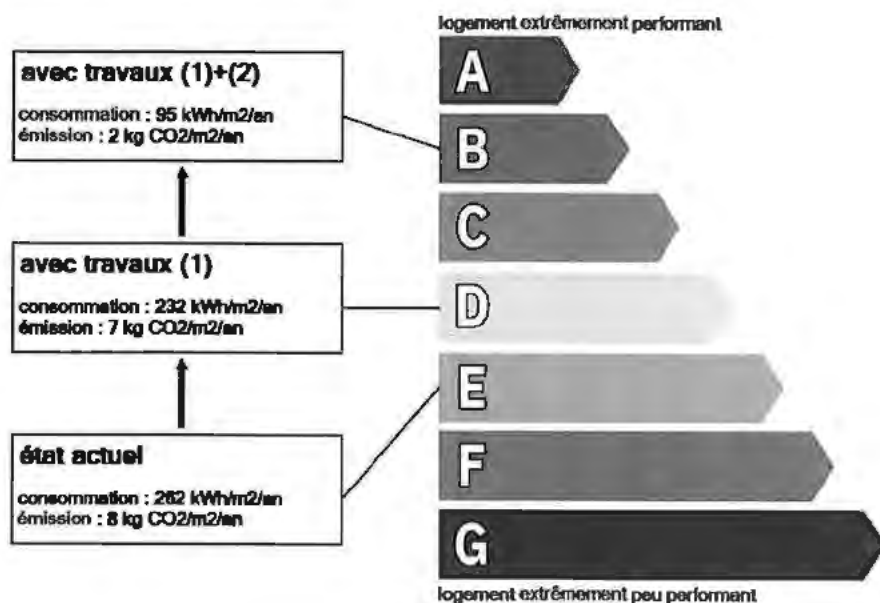 logement extrêmement performant
avec travaux (1)+(2)
consommation : 95 kWh/m2/an
émission : 2 kg CO2/m2/an
A
B
C
avec travaux (1)
consommation : 232 kWh/m2/an
émission : 7 kg CO2/m2/an
D
E
état actuel
consommation : 262 kWh/m2/an
émission : 8 kg CO2/m2/an
F
G
logement extrêmement peu performant